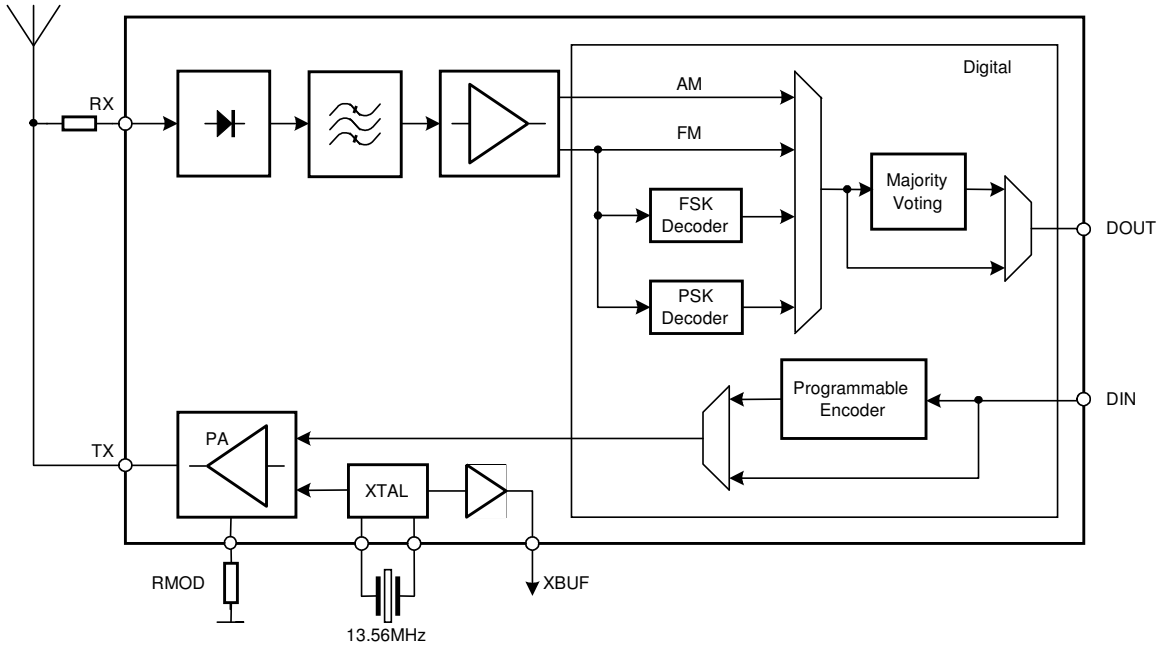 Digital
AM
RX
FM
Majority
Voting
FSK
Decoder
DOUT
PSK
Decoder
Programmable
Encoder
DIN
PA
TX
XTAL
RMOD
XBUF
13.56MHz